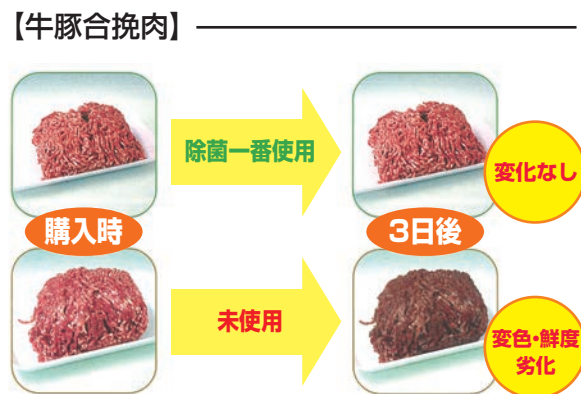 【牛豚合挽肉】
除菌一番使用
変化なし
購入時
3日後
未使用
変色・鮮度
劣化